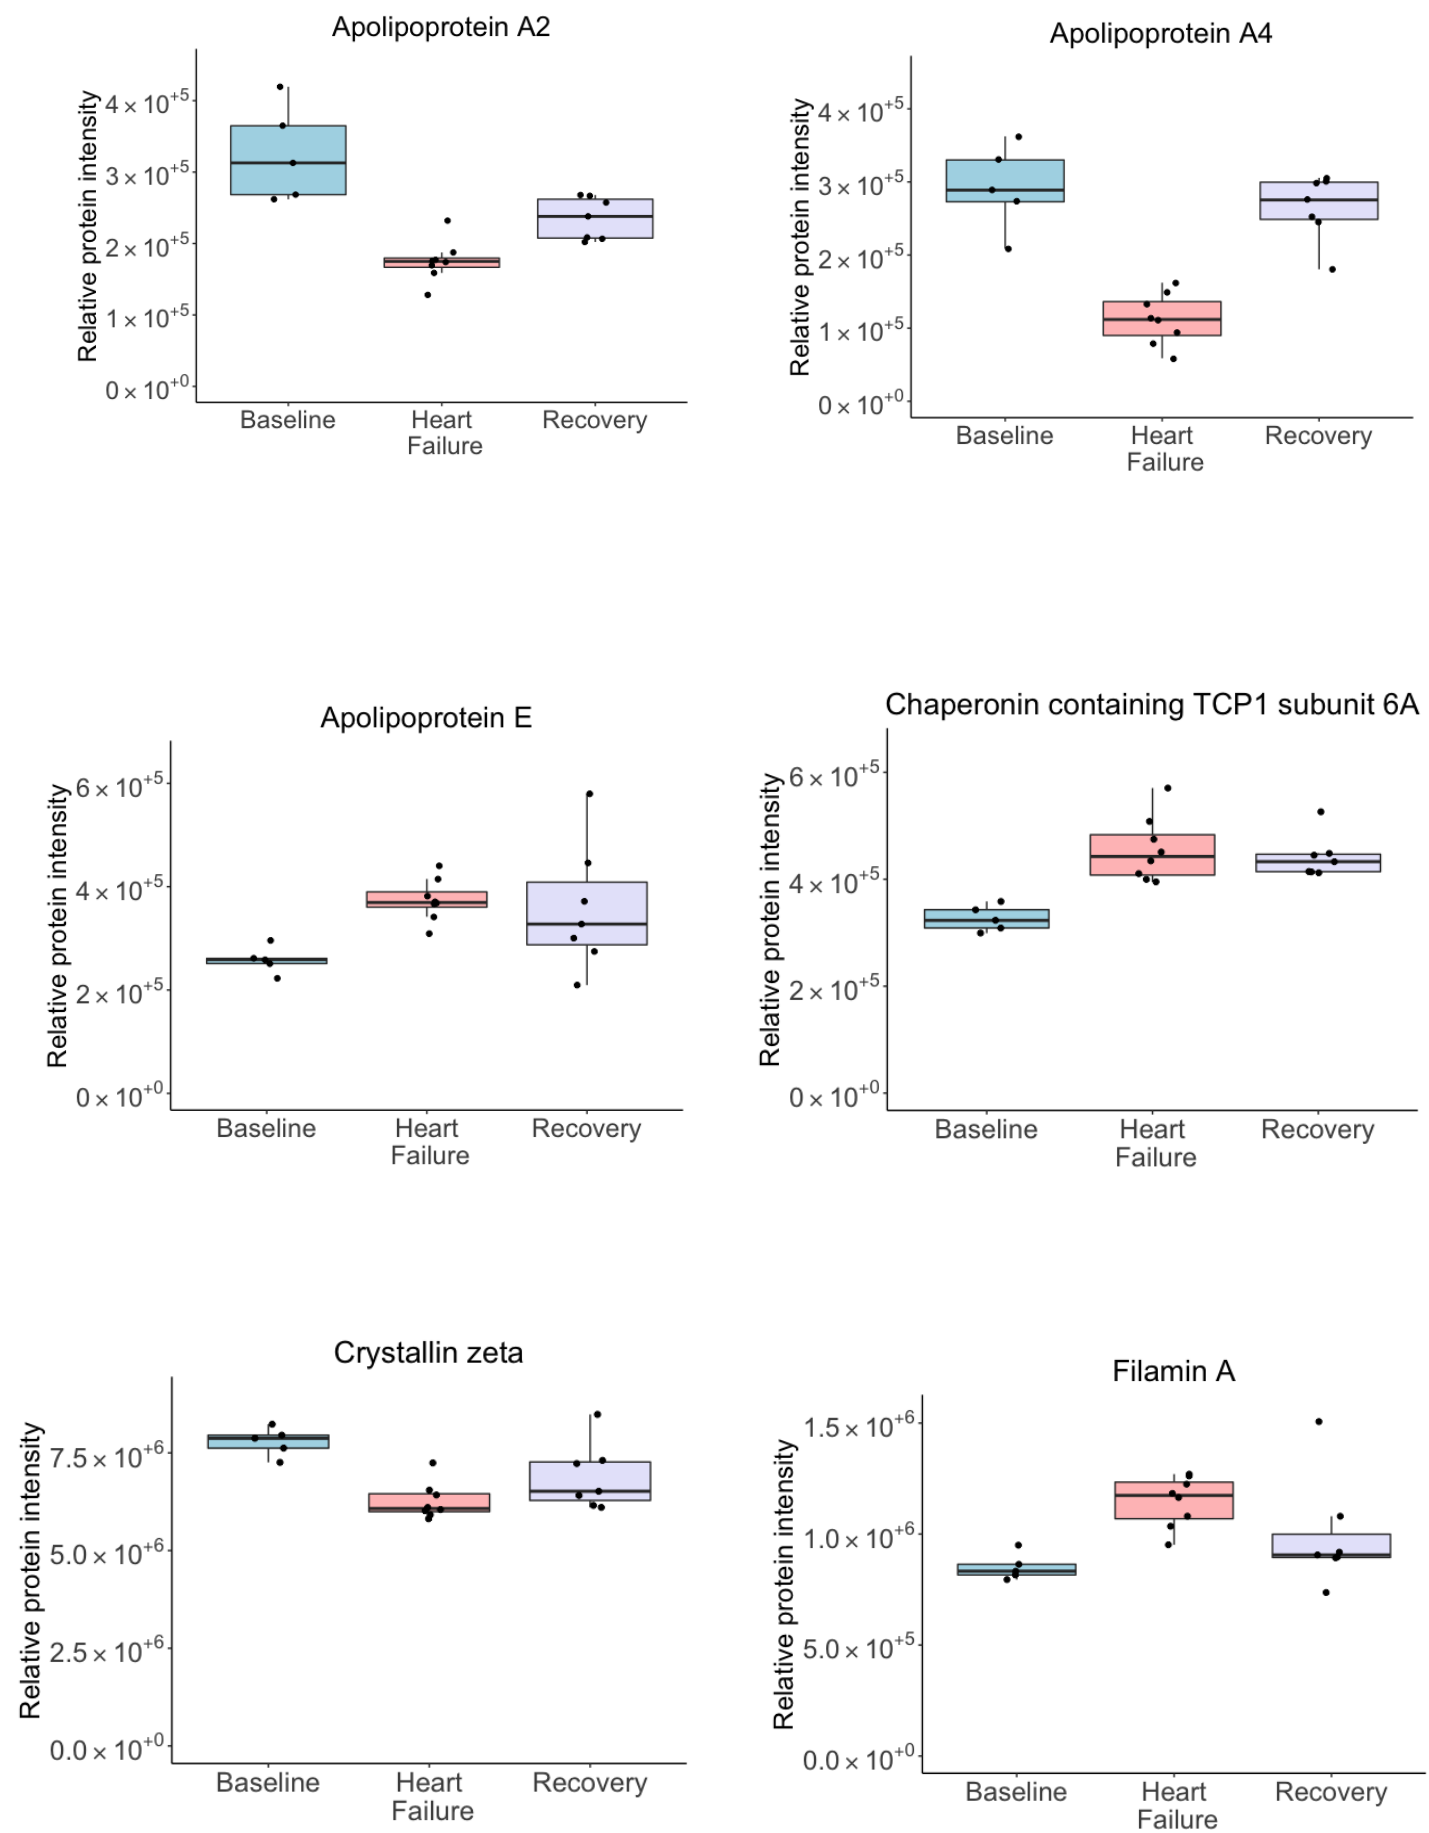 Apolipoprotein A2
Relative protein intensity
4 × 10⁺⁵
3 × 10⁺⁵
2 × 10⁺⁵
1 × 10⁺⁵
0 × 10⁺⁰
Baseline
Heart
Failure
Recovery
Apolipoprotein A4
Relative protein intensity
4 × 10⁺⁵
3 × 10⁺⁵
2 × 10⁺⁵
1 × 10⁺⁵
0 × 10⁺⁰
Baseline
Heart
Failure
Recovery
Apolipoprotein E
Relative protein intensity
6 × 10⁺⁵
4 × 10⁺⁵
2 × 10⁺⁵
0 × 10⁺⁰
Baseline
Heart
Failure
Recovery
Chaperonin containing TCP1 subunit 6A
Relative protein intensity
6 × 10⁺⁵
4 × 10⁺⁵
2 × 10⁺⁵
0 × 10⁺⁰
Baseline
Heart
Failure
Recovery
Crystallin zeta
Relative protein intensity
7.5 × 10⁺⁶
5.0 × 10⁺⁶
2.5 × 10⁺⁶
0.0 × 10⁺⁰
Baseline
Heart
Failure
Recovery
Filamin A
Relative protein intensity
1.5 × 10⁺⁶
1.0 × 10⁺⁶
5.0 × 10⁺⁵
0.0 × 10⁺⁰
Baseline
Heart
Failure
Recovery